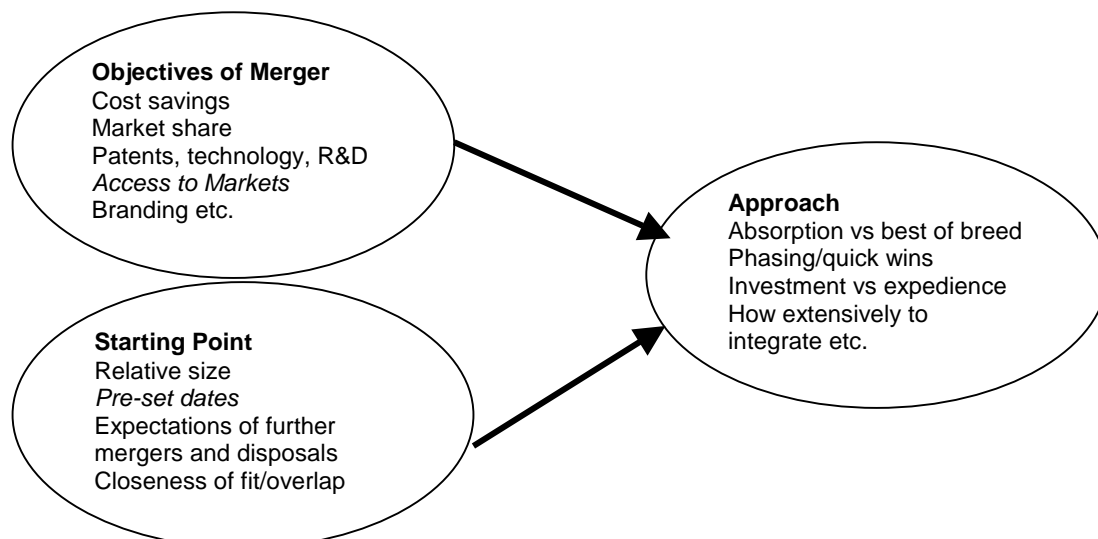 Objectives of Merger
Cost savings
Market share
Patents, technology, R&D
Access to Markets
Branding etc.
Starting Point
Relative size
Pre-set dates
Expectations of further
mergers and disposals
Closeness of fit/overlap
Approach
Absorption vs best of breed
Phasing/quick wins
Investment vs expedience
How extensively to
integrate etc.